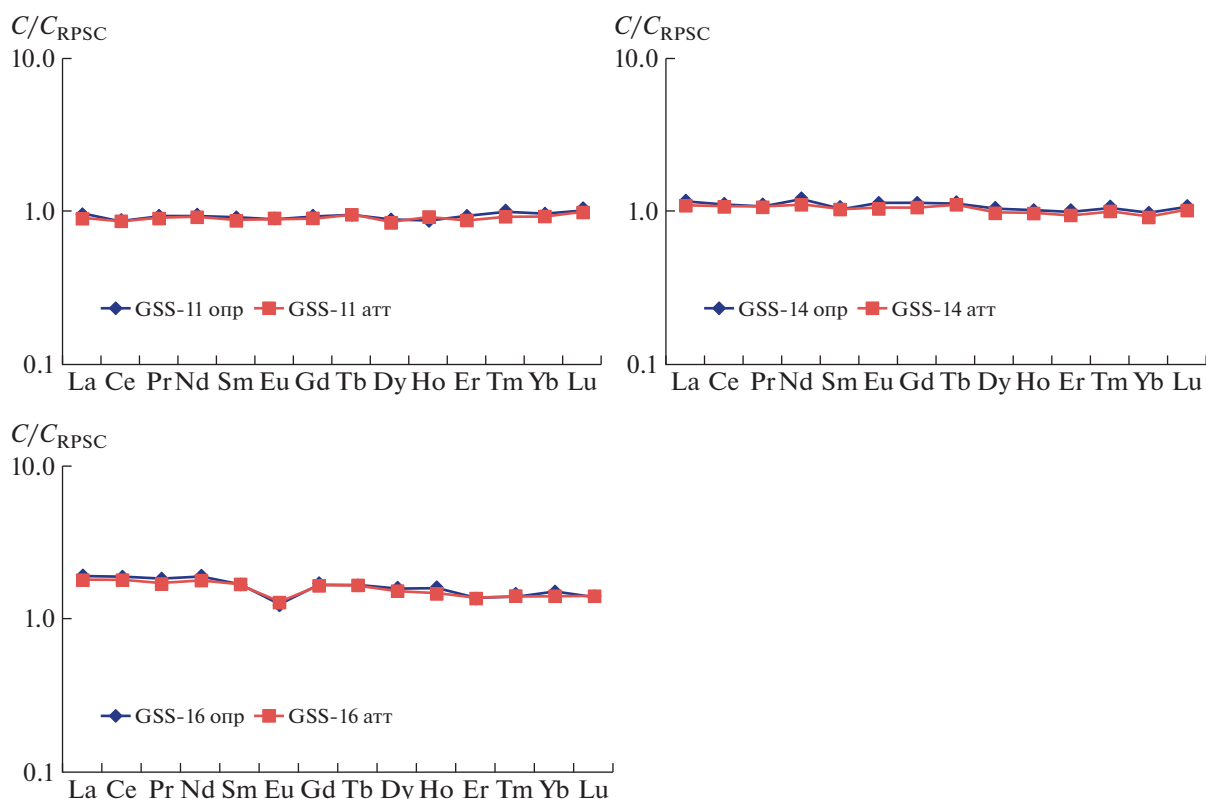 C/C_RPSC
10.0
1.0
0.1
GSS-11 опр GSS-11 атт
La Ce Pr Nd Sm Eu Gd Tb Dy Ho Er Tm Yb Lu
C/C_RPSC
10.0
1.0
0.1
GSS-14 опр GSS-14 атт
La Ce Pr Nd Sm Eu Gd Tb Dy Ho Er Tm Yb Lu
C/C_RPSC
10.0
1.0
0.1
GSS-16 опр GSS-16 атт
La Ce Pr Nd Sm Eu Gd Tb Dy Ho Er Tm Yb Lu